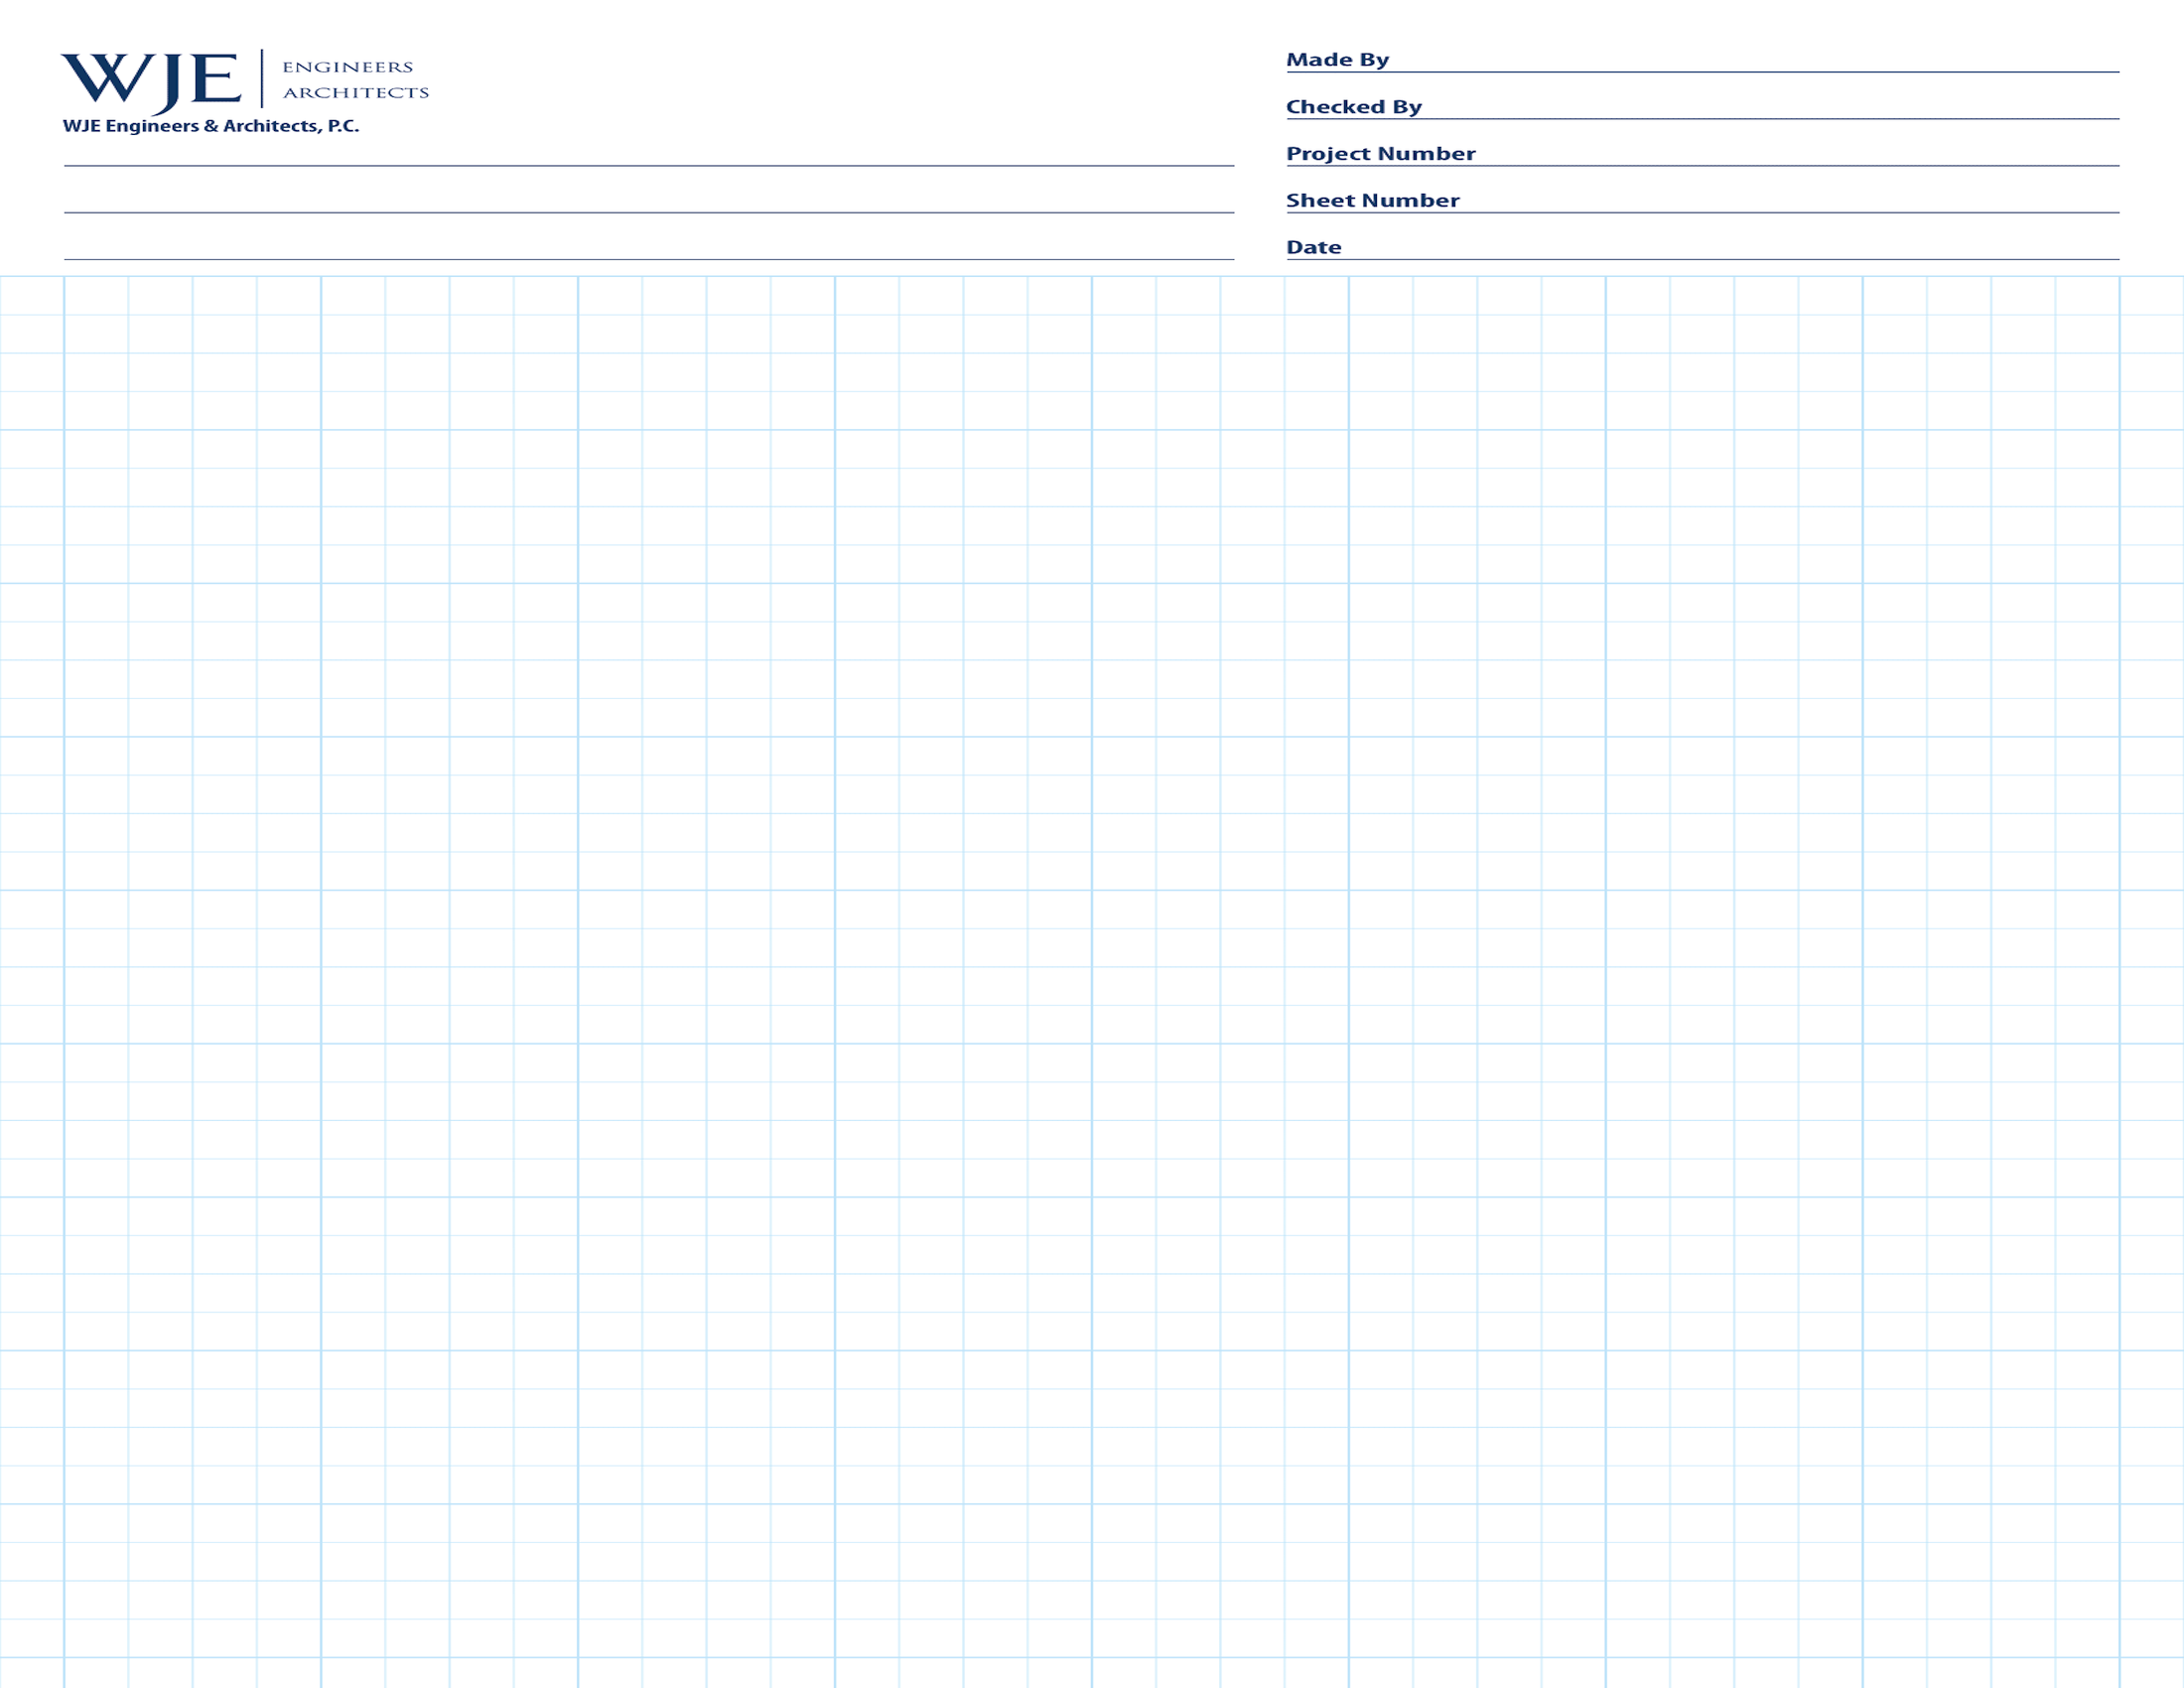 WJE
ENGINEERS
ARCHITECTS
WJE Engineers & Architects, P.C.
Made By
Checked By
Project Number
Sheet Number
Date